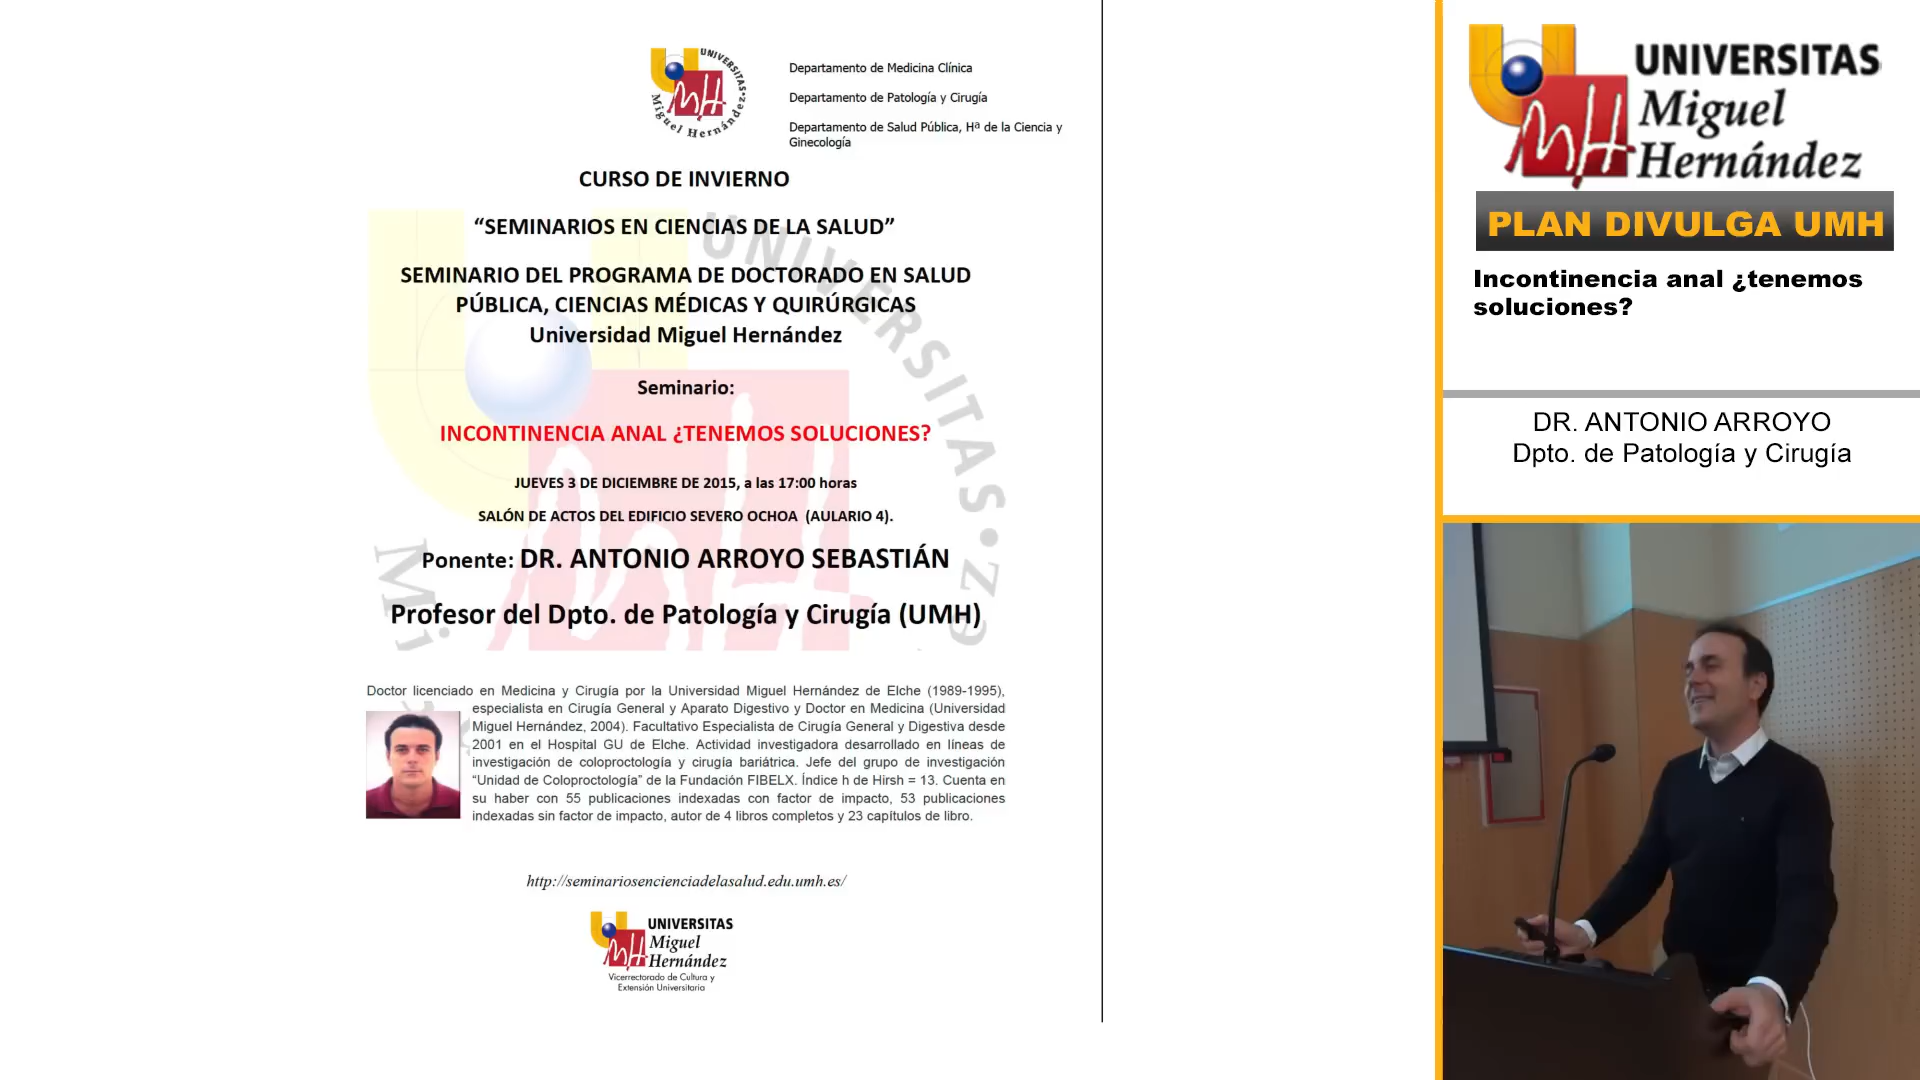 UNIVERSITAS
Miguel Hernández
Departamento de Medicina Clínica
Departamento de Patología y Cirugía
Departamento de Salud Pública, Hª de la Ciencia y
Ginecología
CURSO DE INVIERNO
“SEMINARIOS EN CIENCIAS DE LA SALUD”
SEMINARIO DEL PROGRAMA DE DOCTORADO EN SALUD
PÚBLICA, CIENCIAS MÉDICAS Y QUIRÚRGICAS
Universidad Miguel Hernández
Seminario:
INCONTINENCIA ANAL ¿TENEMOS SOLUCIONES?
JUEVES 3 DE DICIEMBRE DE 2015, a las 17:00 horas
SALÓN DE ACTOS DEL EDIFICIO SEVERO OCHOA (AULARIO 4).
Ponente: DR. ANTONIO ARROYO SEBASTIÁN
Profesor del Dpto. de Patología y Cirugía (UMH)
Doctor licenciado en Medicina y Cirugía por la Universidad Miguel Hernández de Elche (1989-1995),
especialista en Cirugía General y Aparato Digestivo y Doctor en Medicina (Universidad
Miguel Hernández, 2004). Facultativo Especialista de Cirugía General y Digestiva desde
2001 en el Hospital GU de Elche. Actividad investigadora desarrollado en líneas de
investigación de coloproctología y cirugía bariátrica. Jefe del grupo de investigación
“Unidad de Coloproctología” de la Fundación FIBELX. Índice h de Hirsh = 13. Cuenta en
su haber con 55 publicaciones indexadas con factor de impacto, 53 publicaciones
indexadas sin factor de impacto, autor de 4 libros completos y 23 capítulos de libro.
http://seminariosencienciadelasalud.edu.umh.es/
UNIVERSITAS
Miguel
Hernández
Vicerrectorado de Cultura y
Extensión Universitaria
UNIVERSITAS
Miguel
Hernández
PLAN DIVULGA UMH
Incontinencia anal ¿tenemos
soluciones?
DR. ANTONIO ARROYO
Dpto. de Patología y Cirugía